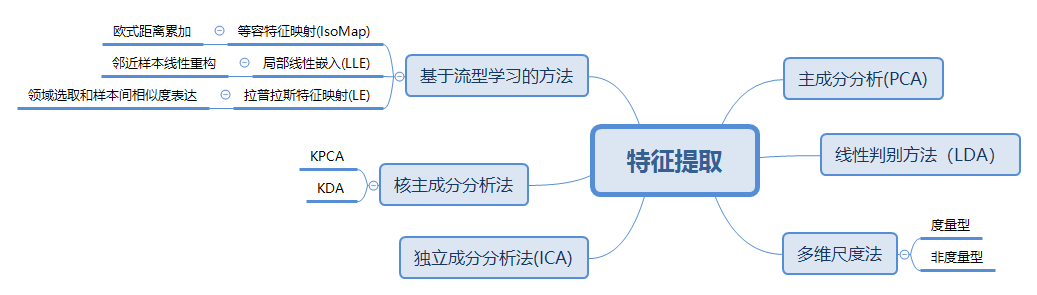 特征提取
主成分分析(PCA)
线性判别方法（LDA）
多维尺度法
度量型
非度量型
基于流型学习的方法
等容特征映射(IsoMap)
欧式距离累加
局部线性嵌入(LLE)
邻近样本线性重构
拉普拉斯特征映射(LE)
领域选取和样本间相似度表达
核主成分分析法
KPCA
KDA
独立成分分析法(ICA)